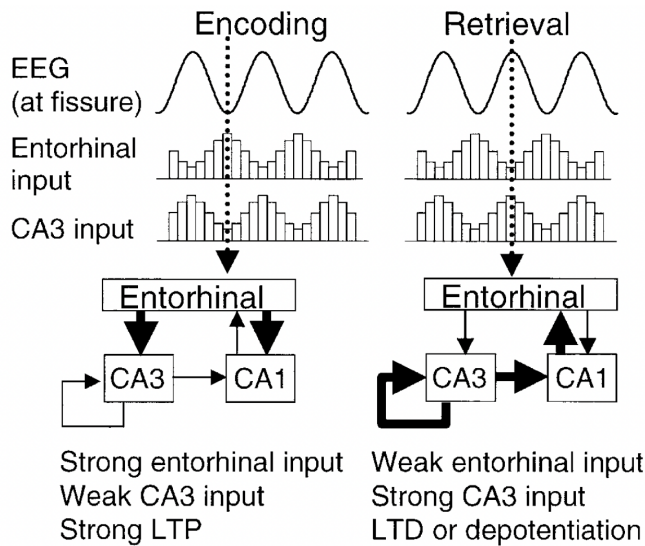 Encoding
Retrieval
EEG
(at fissure)
Entorhinal
input
CA3 input
Entorhinal
CA3
CA1
Entorhinal
CA3
CA1
Strong entorhinal input
Weak CA3 input
Strong LTP
Weak entorhinal input
Strong CA3 input
LTD or depotentiation